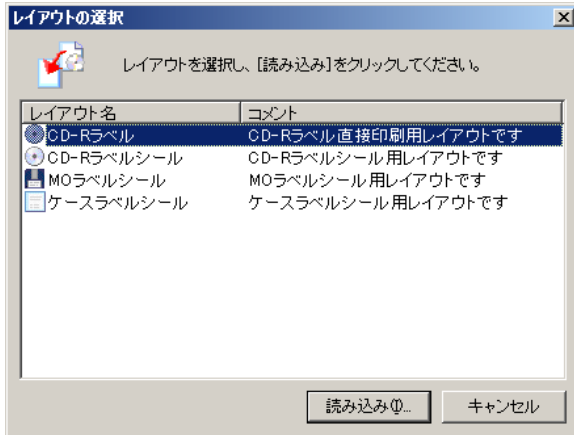 レイアウトの選択
レイアウトを選択し、[読み込み]をクリックしてください。
レイアウト名 コメント
CD-Rラベル CD-Rラベル直接印刷用レイアウトです
CD-Rラベルシール CD-Rラベルシール用レイアウトです
MOラベルシール MOラベルシール用レイアウトです
ケースラベルシール ケースラベルシール用レイアウトです
読み込み(I)... キャンセル